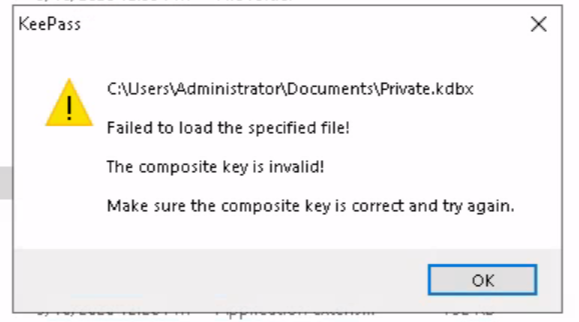 KeePass
C:\Users\Administrator\Documents\Private.kdbx
Failed to load the specified file!
The composite key is invalid!
Make sure the composite key is correct and try again.
OK